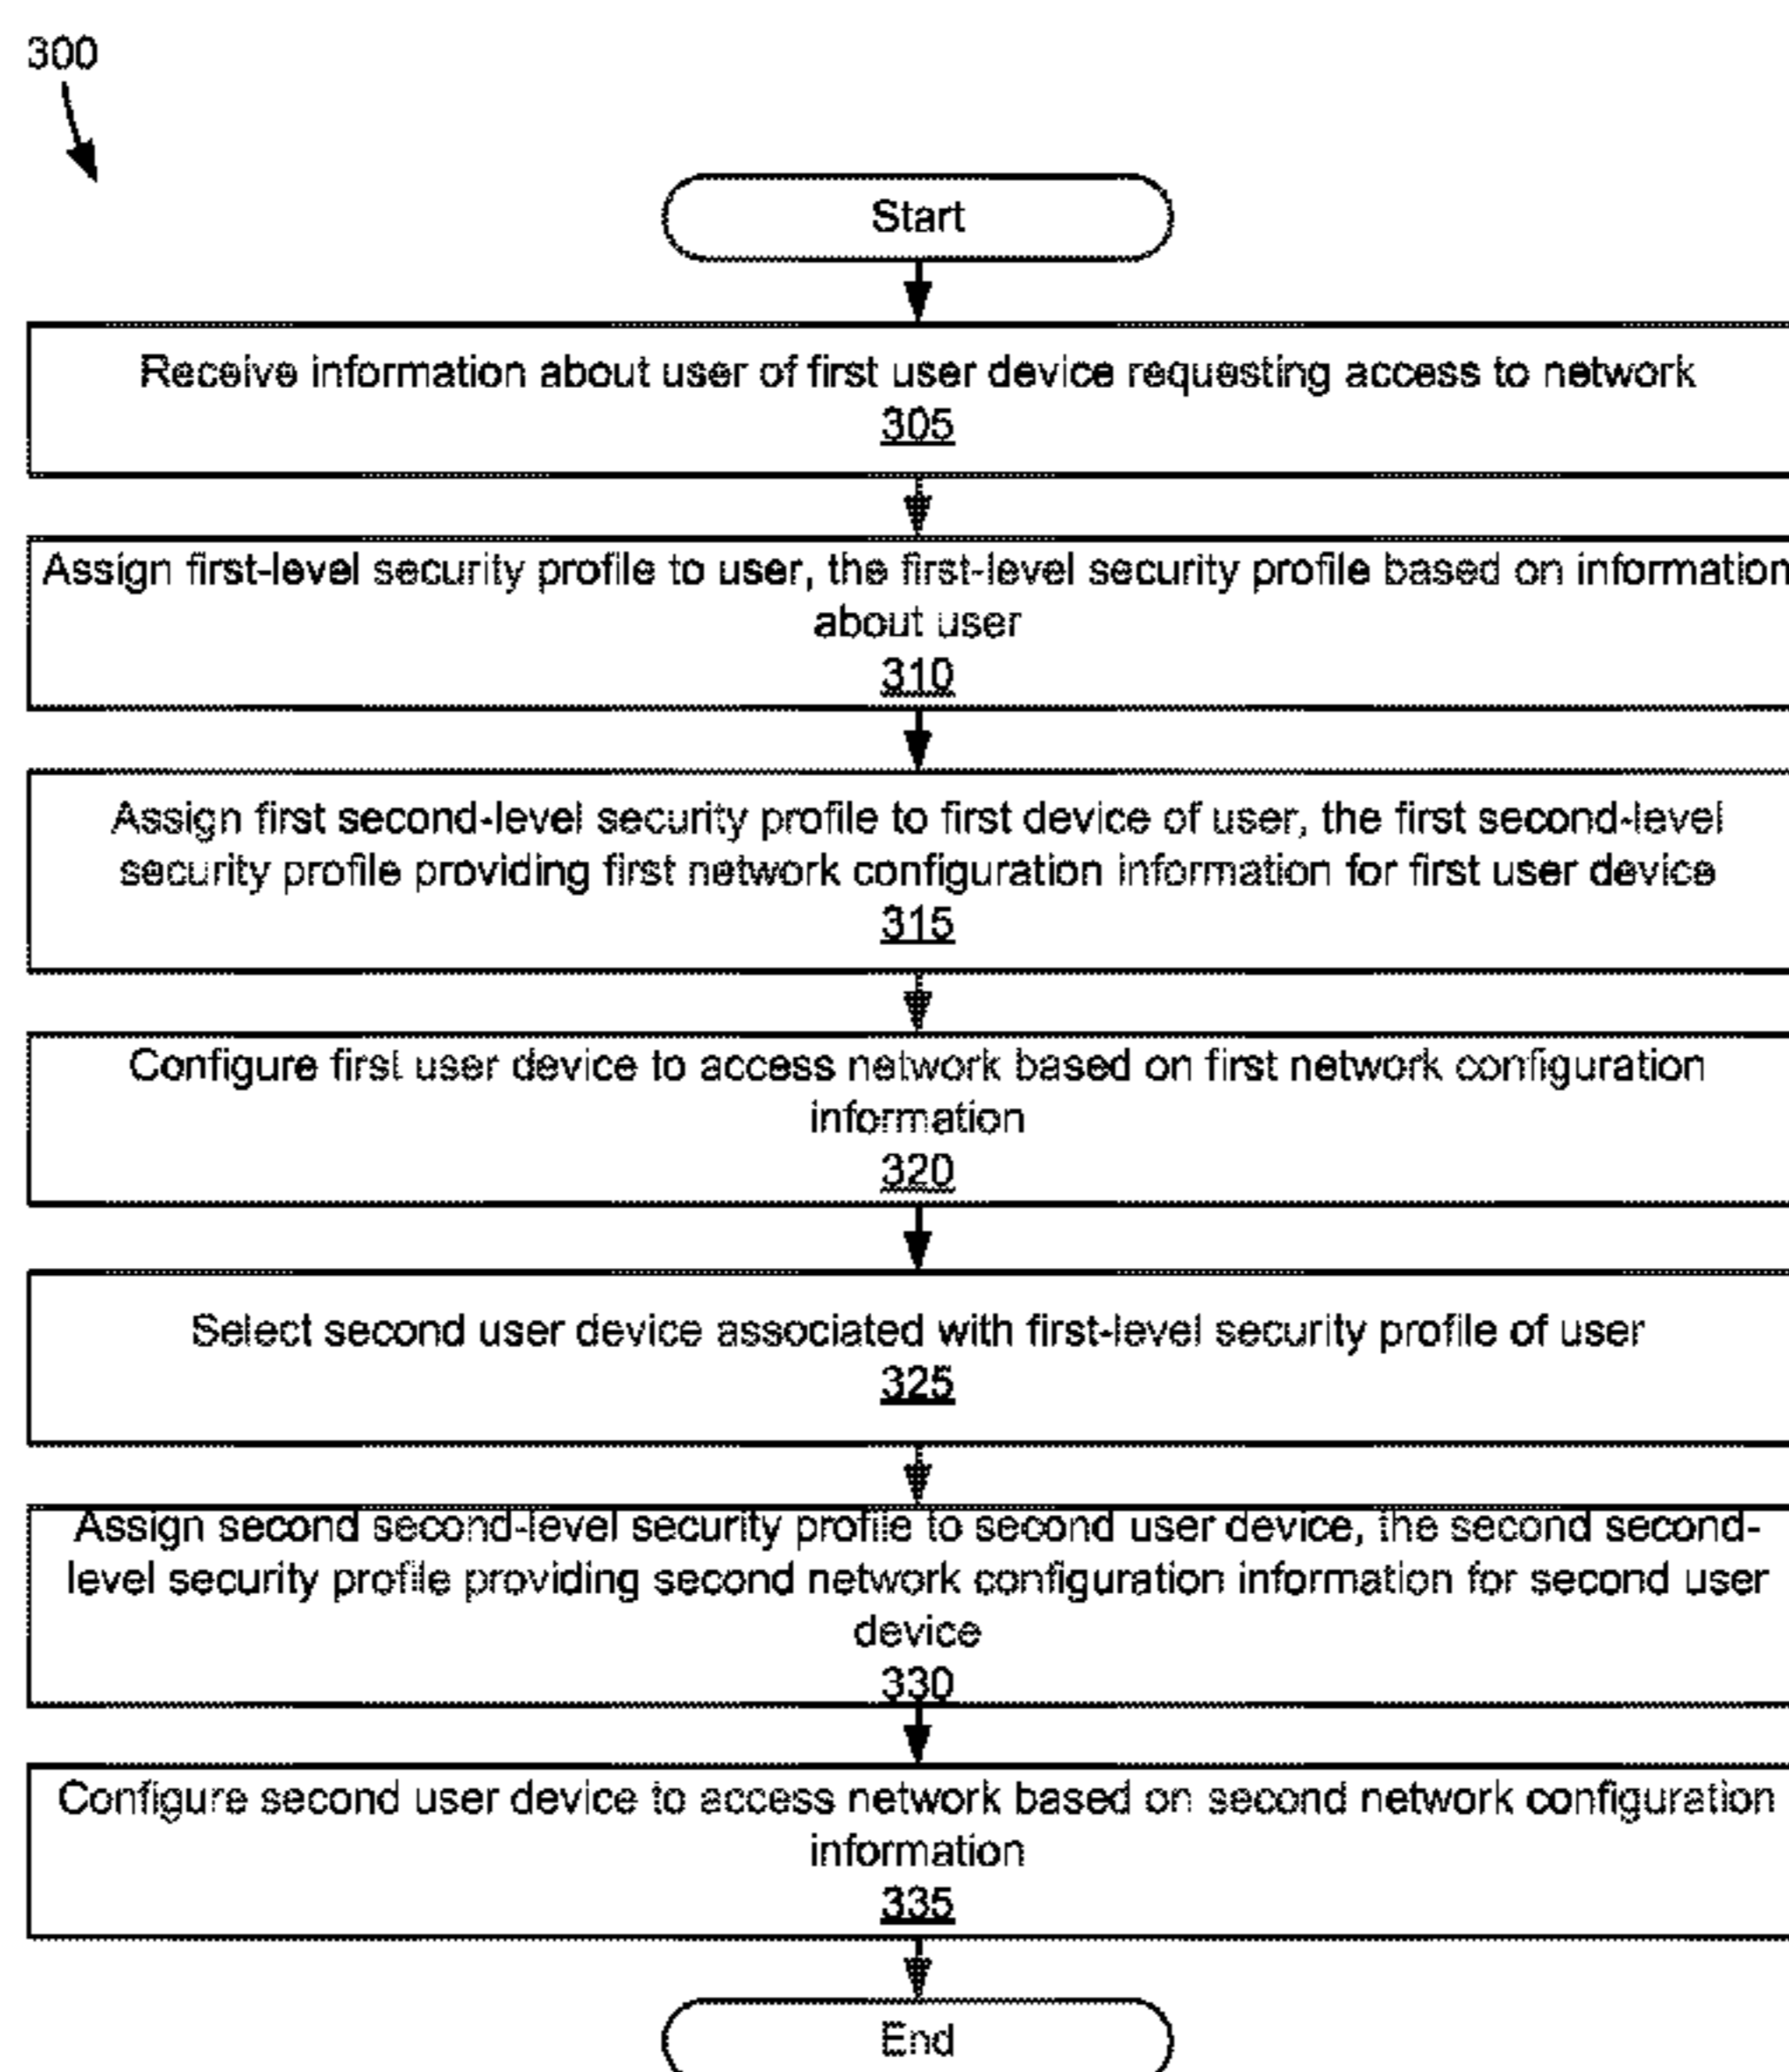 300
Start
Receive information about user of first user device requesting access to network
305
Assign first-level security profile to user, the first-level security profile based on information
about user
310
Assign first second-level security profile to first device of user, the first second-level
security profile providing first network configuration information for first user device
315
Configure first user device to access network based on first network configuration
information
320
Select second user device associated with first-level security profile of user
325
Assign second second-level security profile to second user device, the second second-
level security profile providing second network configuration information for second user
device
330
Configure second user device to access network based on second network configuration
information
335
End